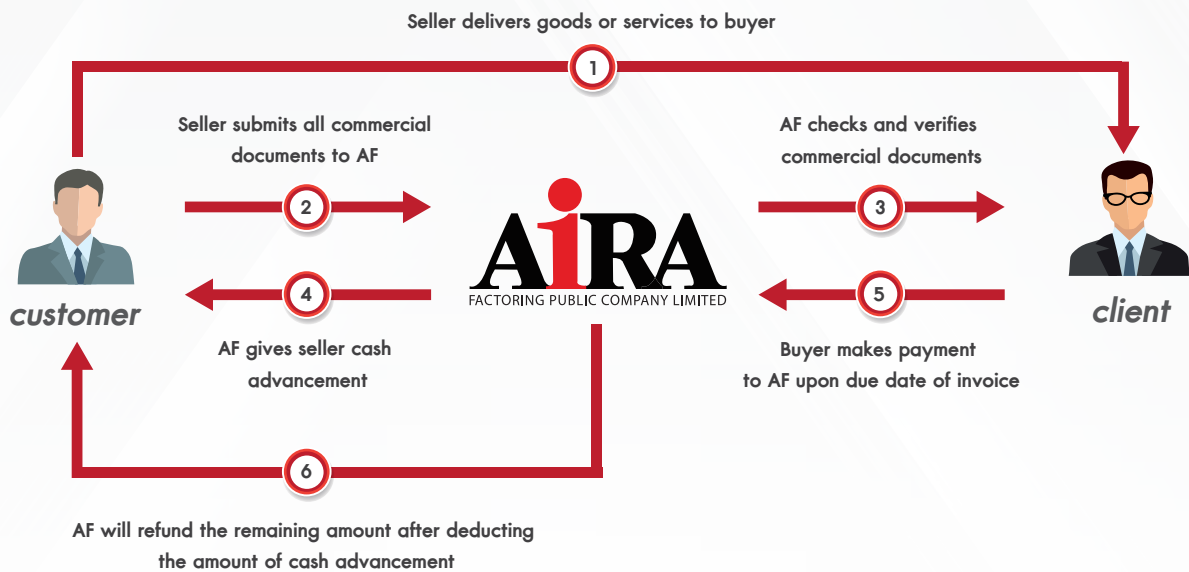 Seller delivers goods or services to buyer
1
Seller submits all commercial
documents to AF
AF checks and verifies
commercial documents
2
3
AiRA
FACTORING PUBLIC COMPANY LIMITED
4
5
customer
client
AF gives seller cash
advancement
Buyer makes payment
to AF upon due date of invoice
6
AF will refund the remaining amount after deducting
the amount of cash advancement